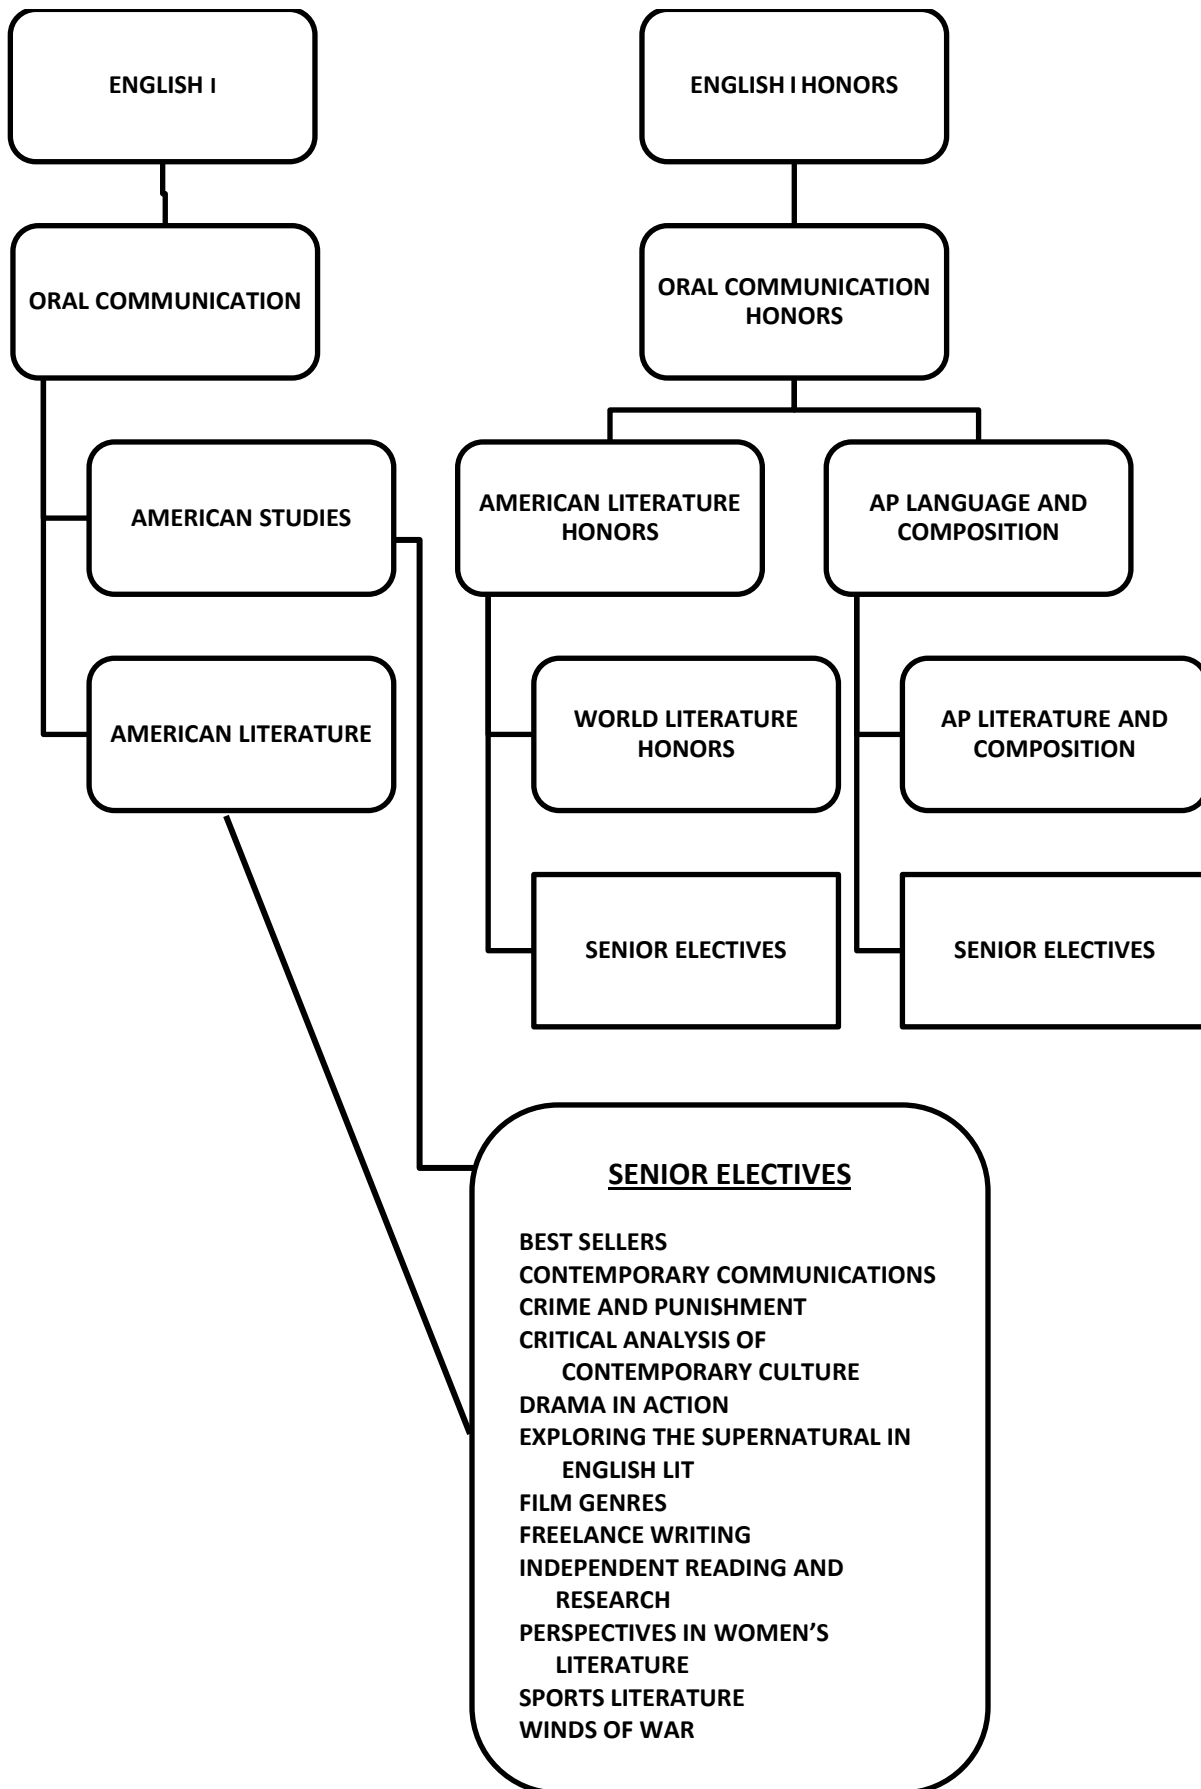 ENGLISH I
ENGLISH I HONORS
ORAL COMMUNICATION
ORAL COMMUNICATION
HONORS
AMERICAN STUDIES
AMERICAN LITERATURE
HONORS
AP LANGUAGE AND
COMPOSITION
AMERICAN LITERATURE
WORLD LITERATURE
HONORS
AP LITERATURE AND
COMPOSITION
SENIOR ELECTIVES
SENIOR ELECTIVES
SENIOR ELECTIVES
BEST SELLERS
CONTEMPORARY COMMUNICATIONS
CRIME AND PUNISHMENT
CRITICAL ANALYSIS OF
CONTEMPORARY CULTURE
DRAMA IN ACTION
EXPLORING THE SUPERNATURAL IN
ENGLISH LIT
FILM GENRES
FREELANCE WRITING
INDEPENDENT READING AND
RESEARCH
PERSPECTIVES IN WOMEN’S
LITERATURE
SPORTS LITERATURE
WINDS OF WAR